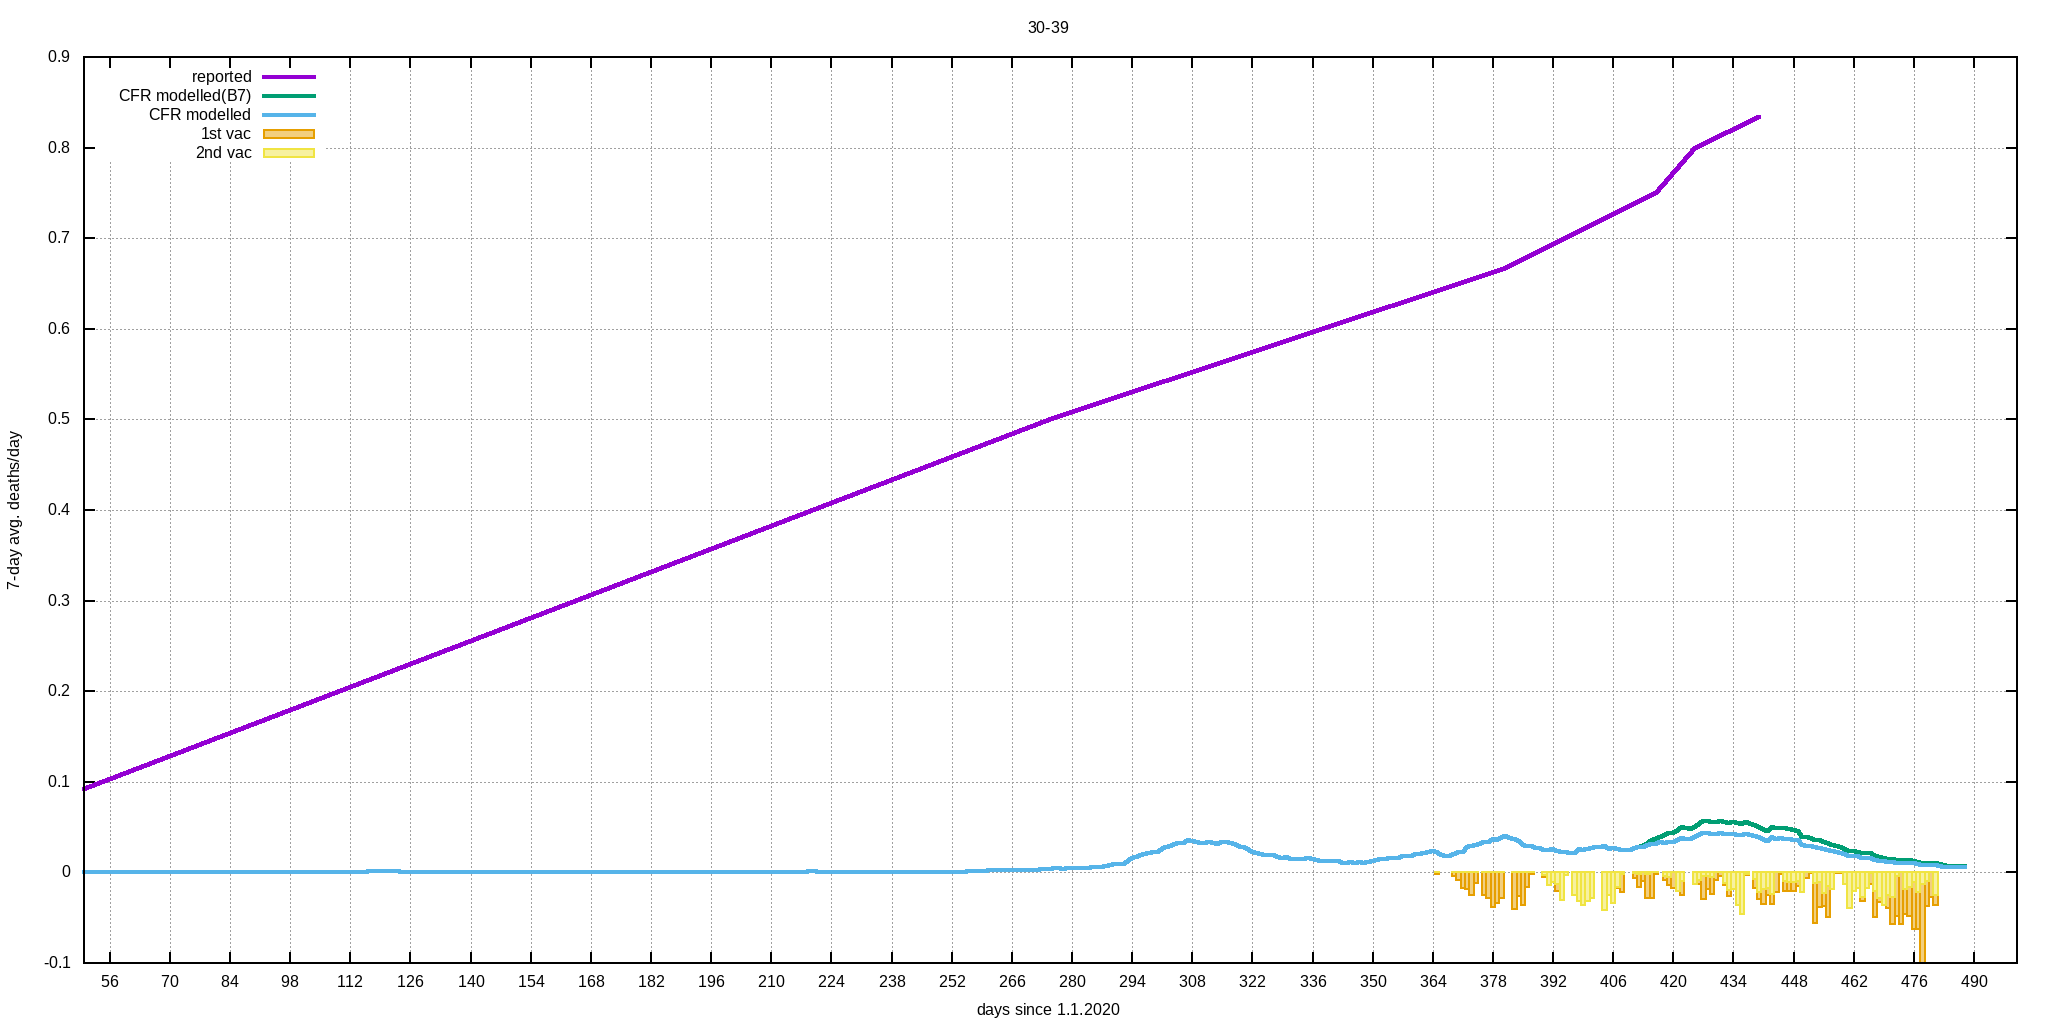 30-39
reported
CFR modelled(B7)
CFR modelled
1st vac
2nd vac
0.9
0.8
0.7
0.6
0.5
0.4
0.3
0.2
0.1
0
-0.1
7-day avg. deaths/day
56 70 84 98 112 126 140 154 168 182 196 210 224 238 252 266 280 294 308 322 336 350 364 378 392 406 420 434 448 462 476 490
days since 1.1.2020